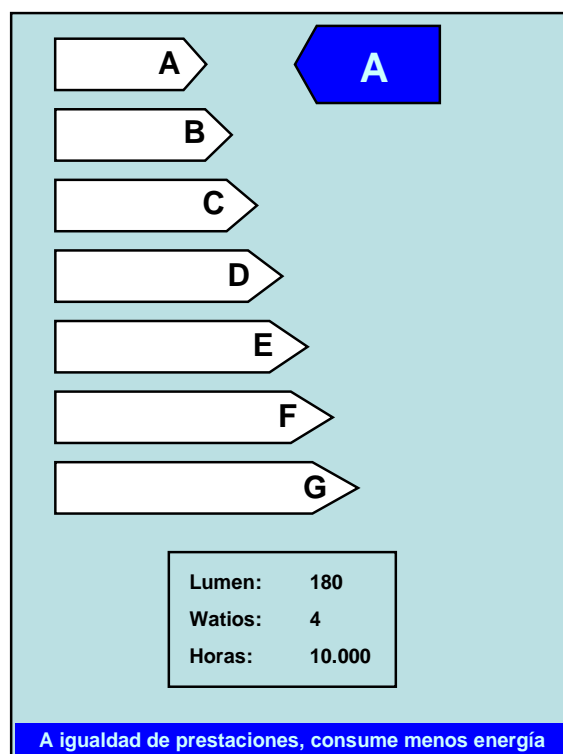 A
A
B
C
D
E
F
G
Lumen: 180
Watios: 4
Horas: 10.000
A igualdad de prestaciones, consume menos energía